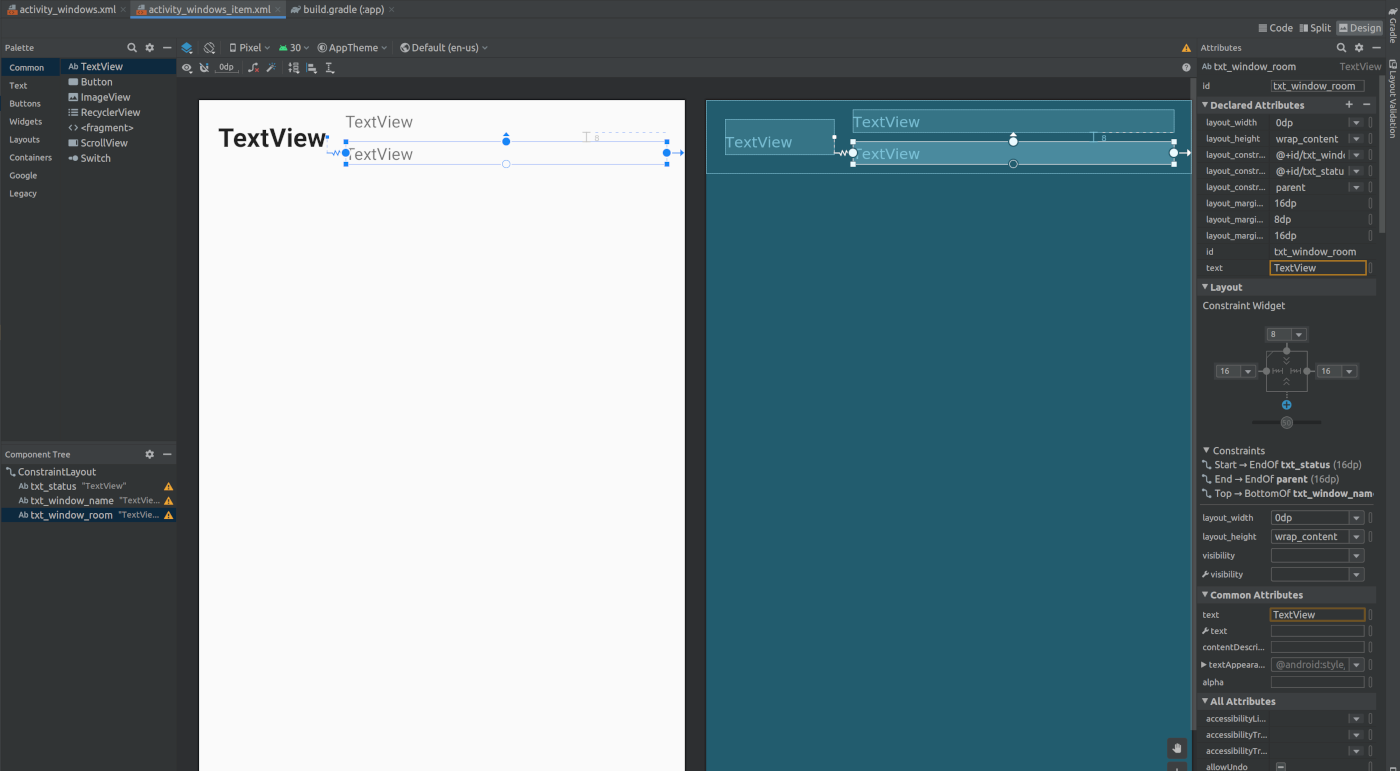 activity_windows.xml activity_windows_item.xml build.gradle (:app)
Code Split Design
Palette Pixel 30 AppTheme Default (en-us) Attributes
Common Ab TextView 0dp Ab txt_window_room TextView
Text Button id txt_window_room
Buttons ImageView Declared Attributes
Widgets RecyclerView layout_width 0dp
Layouts <fragment> layout_height wrap_content
Containers ScrollView layout_constr... @+id/txt_windo
Google Switch layout_constr... @+id/txt_statu
Legacy layout_constr... parent
layout_margi... 16dp
layout_margi... 8dp
layout_margi... 16dp
id txt_window_room
text TextView
Gradle
Layout Validation
TextView
TextView
8
TextView
TextView
TextView
8
TextView
Layout
Constraint Widget
8
16 16
50
Constraints
Start → EndOf txt_status (16dp)
End → EndOf parent (16dp)
Top → BottomOf txt_window_nam
layout_width 0dp
layout_height wrap_content
visibility
visibility
Common Attributes
text TextView
text
contentDescri...
textAppeara... @android:style,
alpha
All Attributes
accessibilityLi...
accessibilityTr...
accessibilityTr...
allowUndo
Component Tree
ConstraintLayout
Ab txt_status "TextView"
Ab txt_window_name "TextVie...
Ab txt_window_room "TextVie...